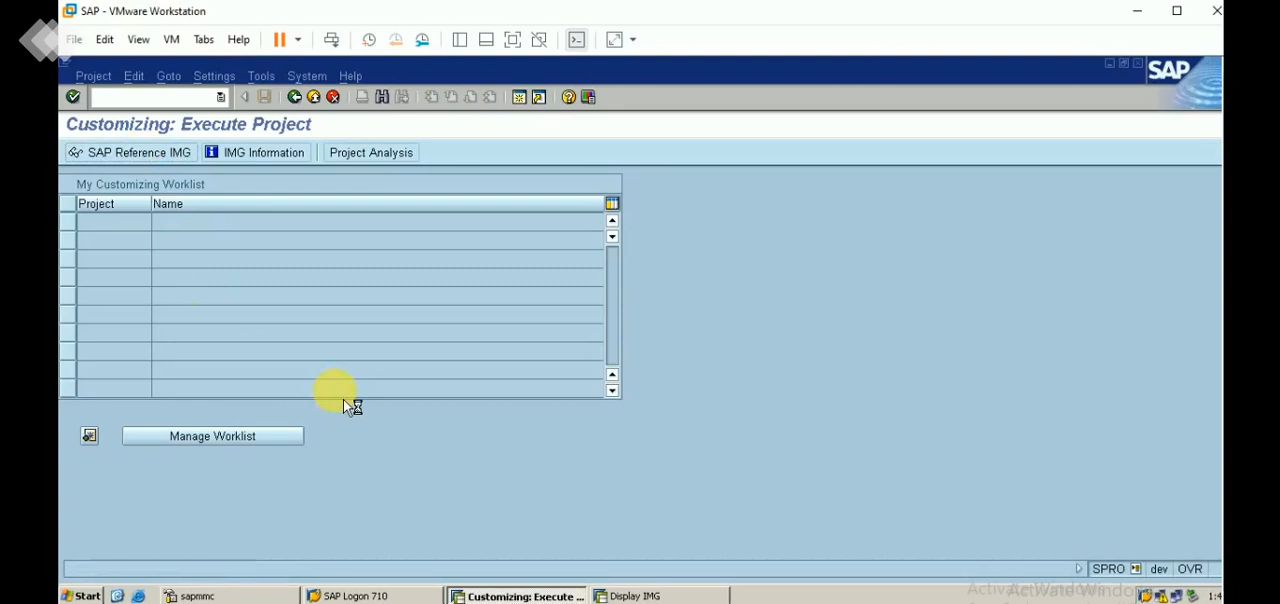 SAP - VMware Workstation
File Edit View VM Tabs Help
Project Edit Goto Settings Tools System Help
SAP
Customizing: Execute Project
SAP Reference IMG IMG Information Project Analysis
My Customizing Worklist
Project Name
Manage Worklist
SPRO dev OVR
Start sapmmc SAP Logon 710 Customizing: Execute ... Display IMG